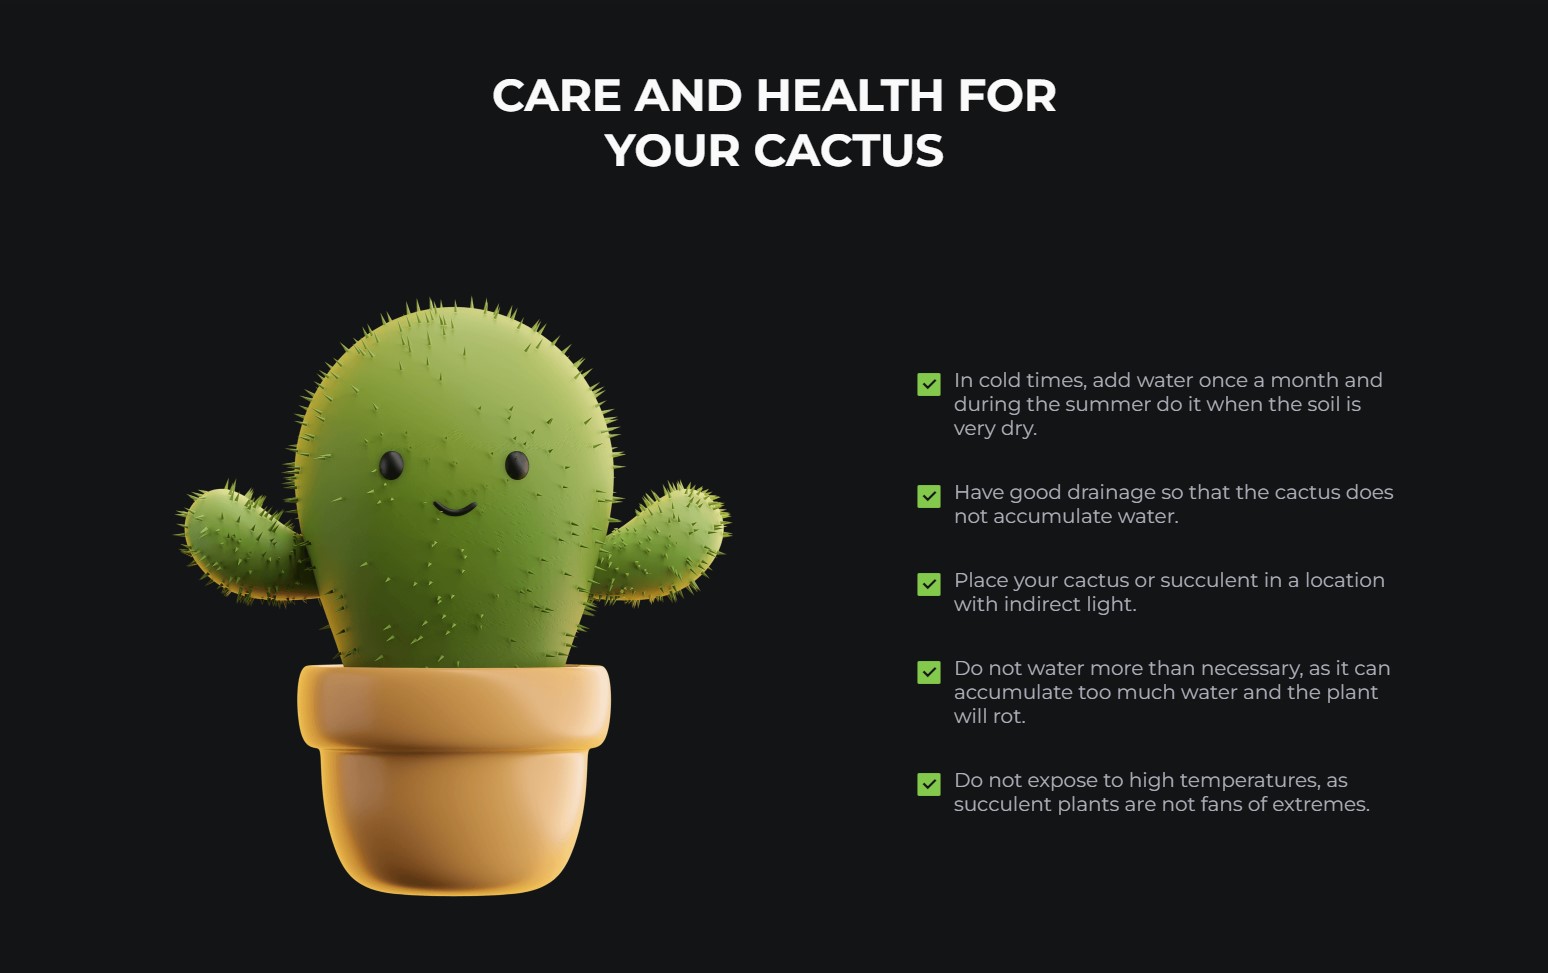 CARE AND HEALTH FOR
YOUR CACTUS
In cold times, add water once a month and
during the summer do it when the soil is
very dry.
Have good drainage so that the cactus does
not accumulate water.
Place your cactus or succulent in a location
with indirect light.
Do not water more than necessary, as it can
accumulate too much water and the plant
will rot.
Do not expose to high temperatures, as
succulent plants are not fans of extremes.